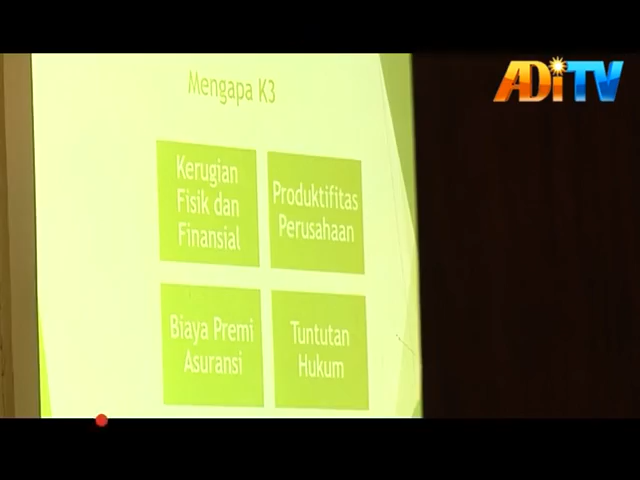 ADiTV
Mengapa K3
Kerugian
Fisik dan
Finansial
Produktifitas
Perusahaan
Biaya Premi
Asuransi
Tuntutan
Hukum